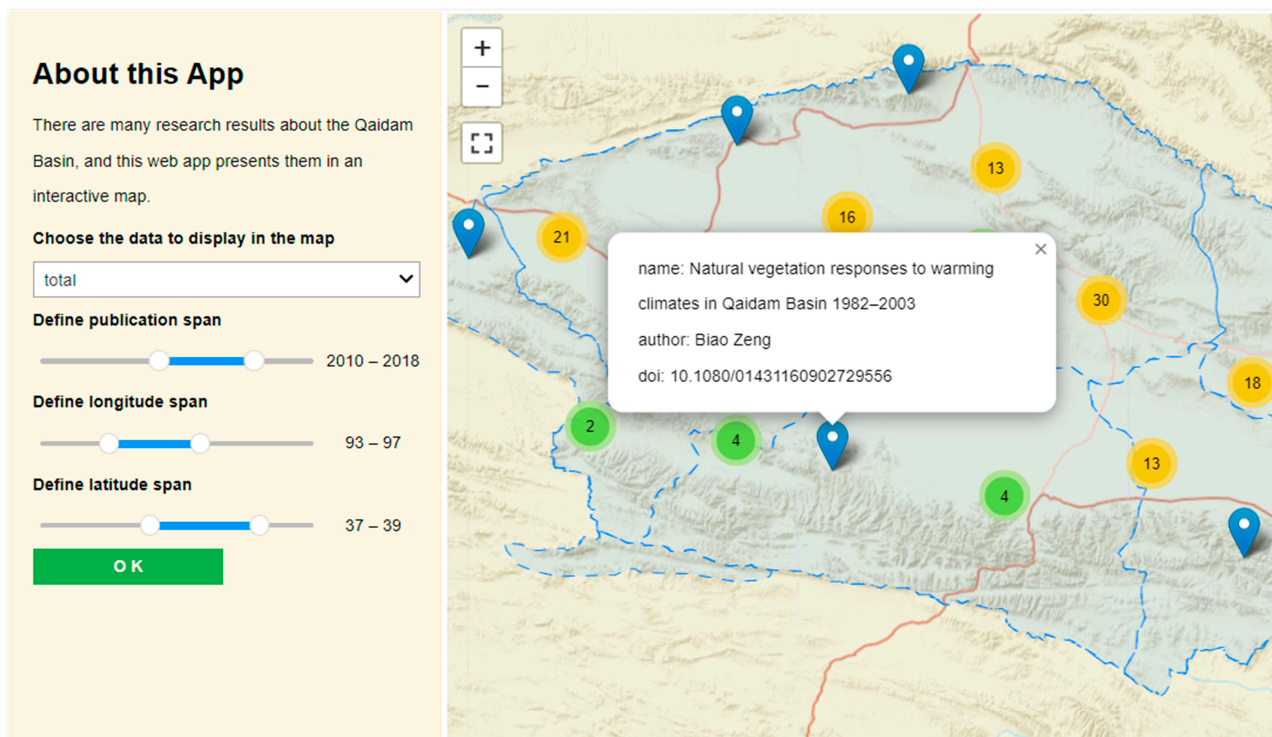 About this App
There are many research results about the Qaidam
Basin, and this web app presents them in an
interactive map.
Choose the data to display in the map
total
Define publication span
2010 – 2018
Define longitude span
93 – 97
Define latitude span
37 – 39
OK
+
−
13
16
21
×
name: Natural vegetation responses to warming
climates in Qaidam Basin 1982–2003
author: Biao Zeng
doi: 10.1080/01431160902729556
30
18
2
4
13
4